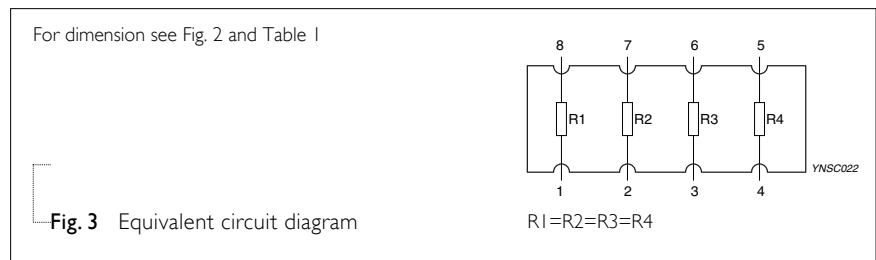 For dimension see Fig. 2 and Table 1
8 7 6 5
R1 R2 R3 R4
YNSC022
1 2 3 4
Fig. 3 Equivalent circuit diagram
R1=R2=R3=R4